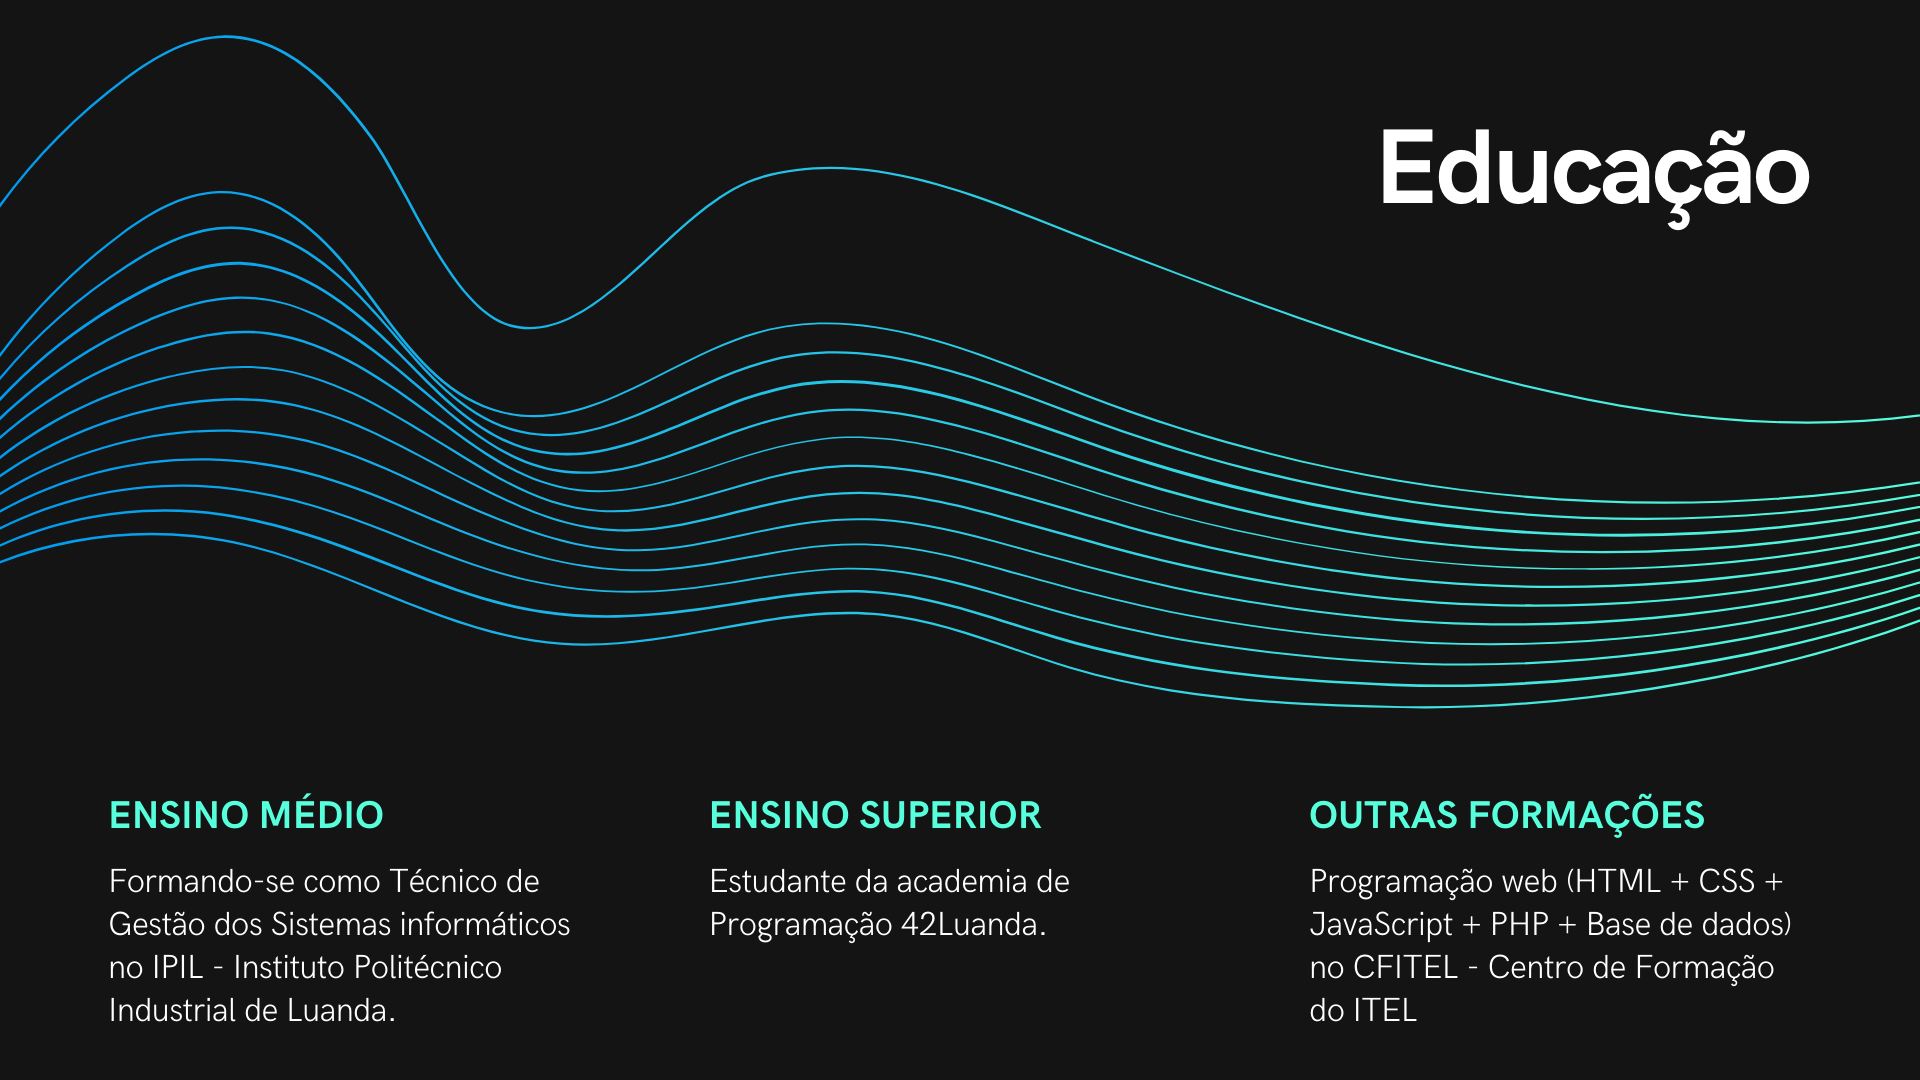 Educação
ENSINO MÉDIO
Formando-se como Técnico de
Gestão dos Sistemas informáticos
no IPIL - Instituto Politécnico
Industrial de Luanda.
ENSINO SUPERIOR
Estudante da academia de
Programação 42Luanda.
OUTRAS FORMAÇÕES
Programação web (HTML + CSS +
JavaScript + PHP + Base de dados)
no CFITEL - Centro de Formação
do ITEL